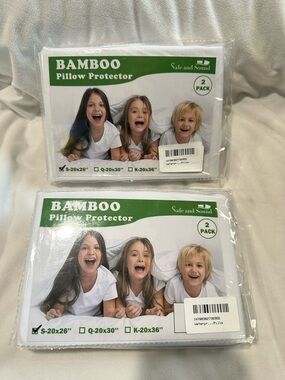 BAMBOO
Pillow Protector
Safe and Sound
2
PACK
S-20x26"
Q-20x30"
K-20x36"
BAMBOO
Pillow Protector
Safe and Sound
2
PACK
S-20x26"
Q-20x30"
K-20x36"